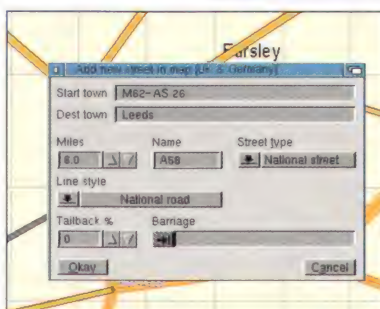 Farsley
Add new street in map [UK & Germany]
Start town M62-AS 26
Dest town Leeds
Miles Name Street type
6.0 A58 National street
Line style
National road
Tailback % Barriage
0
Okay Cancel